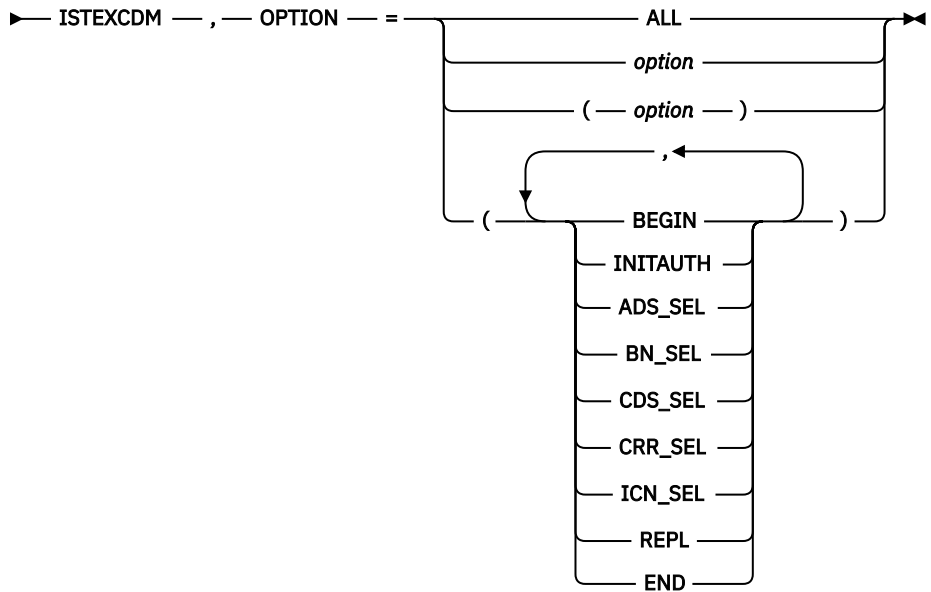 ISTEXCDM , OPTION = ALL
option
( option )
,
( BEGIN )
INITAUTH
ADS_SEL
BN_SEL
CDS_SEL
CRR_SEL
ICN_SEL
REPL
END